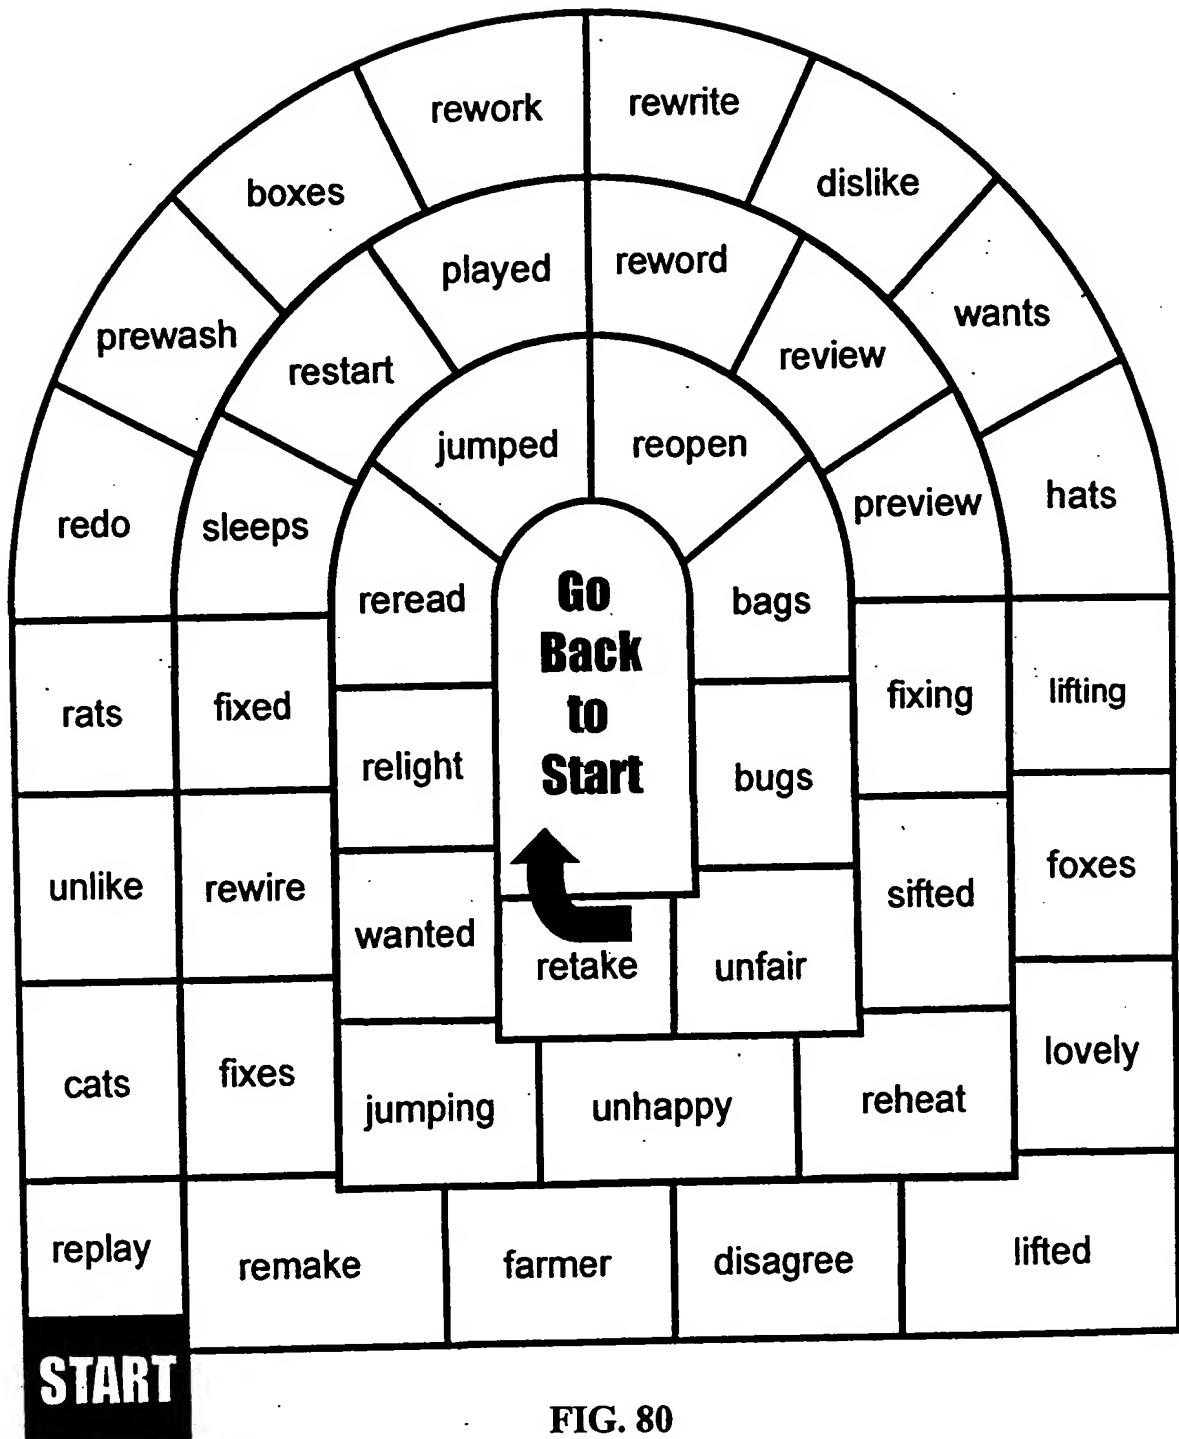 rework
rewrite
boxes
dislike
played
reword
prewash
wants
restart
review
jumped
reopen
redo
sleeps
preview
hats
reread
Go
Back
to
Start
bags
rats
fixed
fixing
lifting
relight
bugs
unlike
rewire
sifted
foxes
wanted
retake
unfair
cats
fixes
lovely
jumping
unhappy
reheat
replay
remake
farmer
disagree
lifted
START
FIG. 80